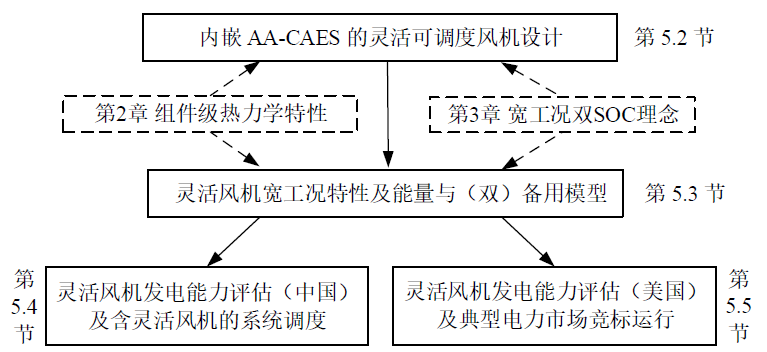 内嵌 AA-CAES 的灵活可调度风机设计
第 5.2 节
第2章 组件级热力学特性
第3章 宽工况双SOC理念
灵活风机宽工况特性及能量与（双）备用模型
第 5.3 节
第
5.4
节
灵活风机发电能力评估（中国）
及含灵活风机的系统调度
灵活风机发电能力评估（美国）
及典型电力市场竞标运行
第
5.5
节